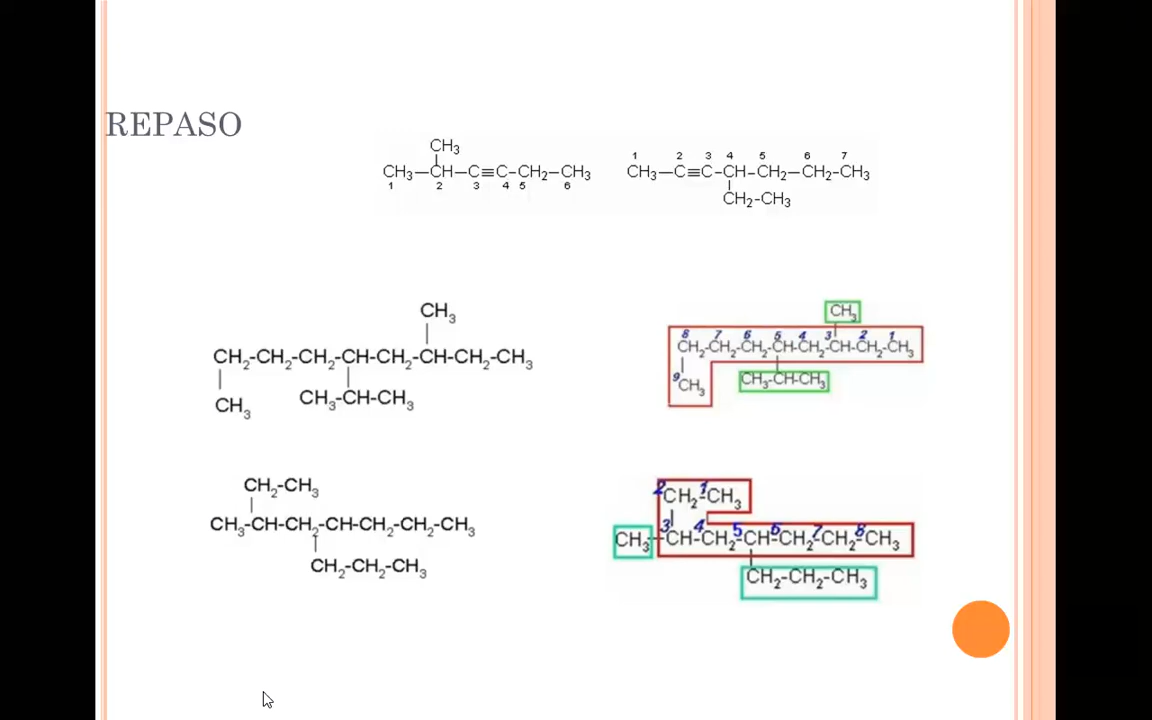 REPASO
CH₃
CH₃—CH—C≡C-CH₂—CH₃
1 2 3 4 5 6
1 2 3 4 5 6 7
CH₃—C≡C-CH-CH₂—CH₂-CH₃
CH₂-CH₃
CH₃
CH₂-CH₂-CH₂-CH-CH₂-CH-CH₂-CH₃
CH₃ CH₃-CH-CH₃
CH₃
8 7 6 5 4 3 2 1
CH₂-CH₂-CH₂-CH-CH₂-CH-CH₂-CH₃
9 CH₃ CH₃-CH-CH₃
CH₂-CH₃
CH₃-CH-CH₂-CH-CH₂-CH₂-CH₃
CH₂-CH₂-CH₃
2 1
CH₂-CH₃
3 4 5 6 7 8
CH₃-CH-CH₂-CH-CH₂-CH₂-CH₃
CH₂-CH₂-CH₃